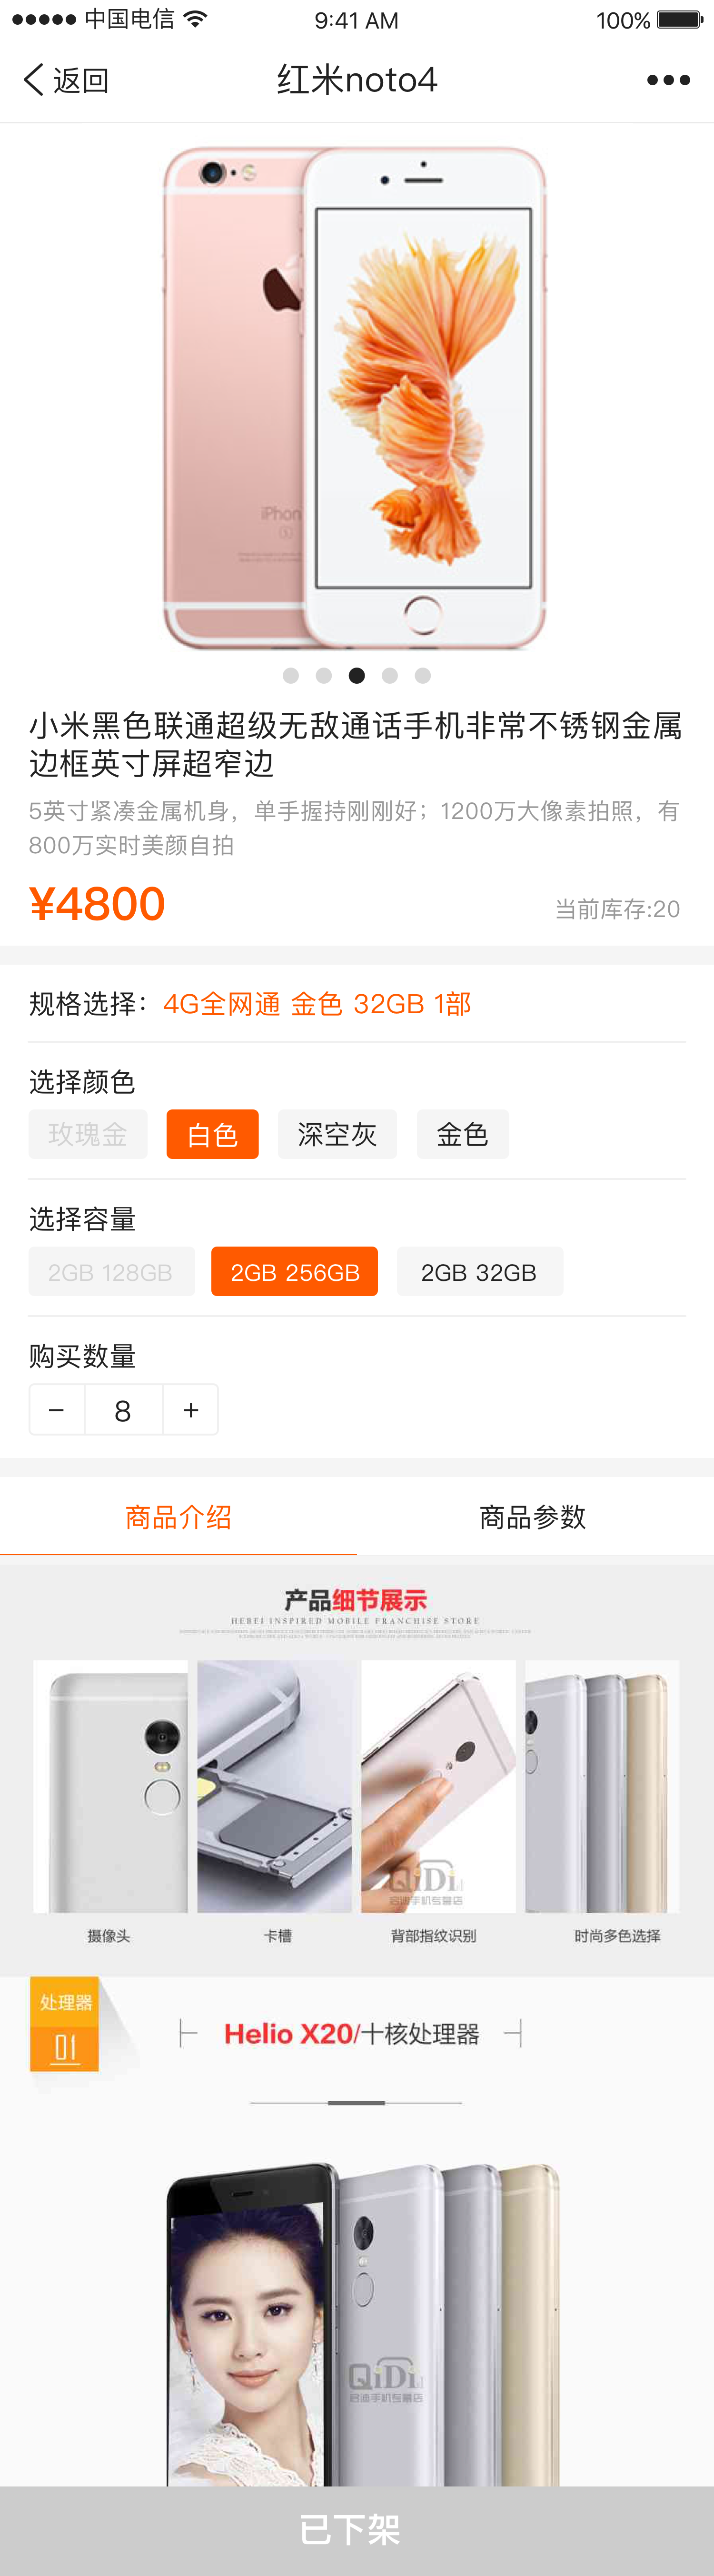 中国电信 9:41 AM 100%
返回 红米noto4
iPhon
S
小米黑色联通超级无敌通话手机非常不锈钢金属
边框英寸屏超窄边
5英寸紧凑金属机身，单手握持刚刚好；1200万大像素拍照，有
800万实时美颜自拍
¥4800 当前库存:20
规格选择：4G全网通 金色 32GB 1部
选择颜色
玫瑰金 白色 深空灰 金色
选择容量
2GB 128GB 2GB 256GB 2GB 32GB
购买数量
− 8 +
商品介绍 商品参数
产品细节展示
HEBEI INSPIRED MOBILE FRANCHISE STORE
QiDi
启迪手机专营店
摄像头 卡槽 背部指纹识别 时尚多色选择
处理器
01
Helio X20/十核处理器
QiDi
启迪手机专营店
已下架